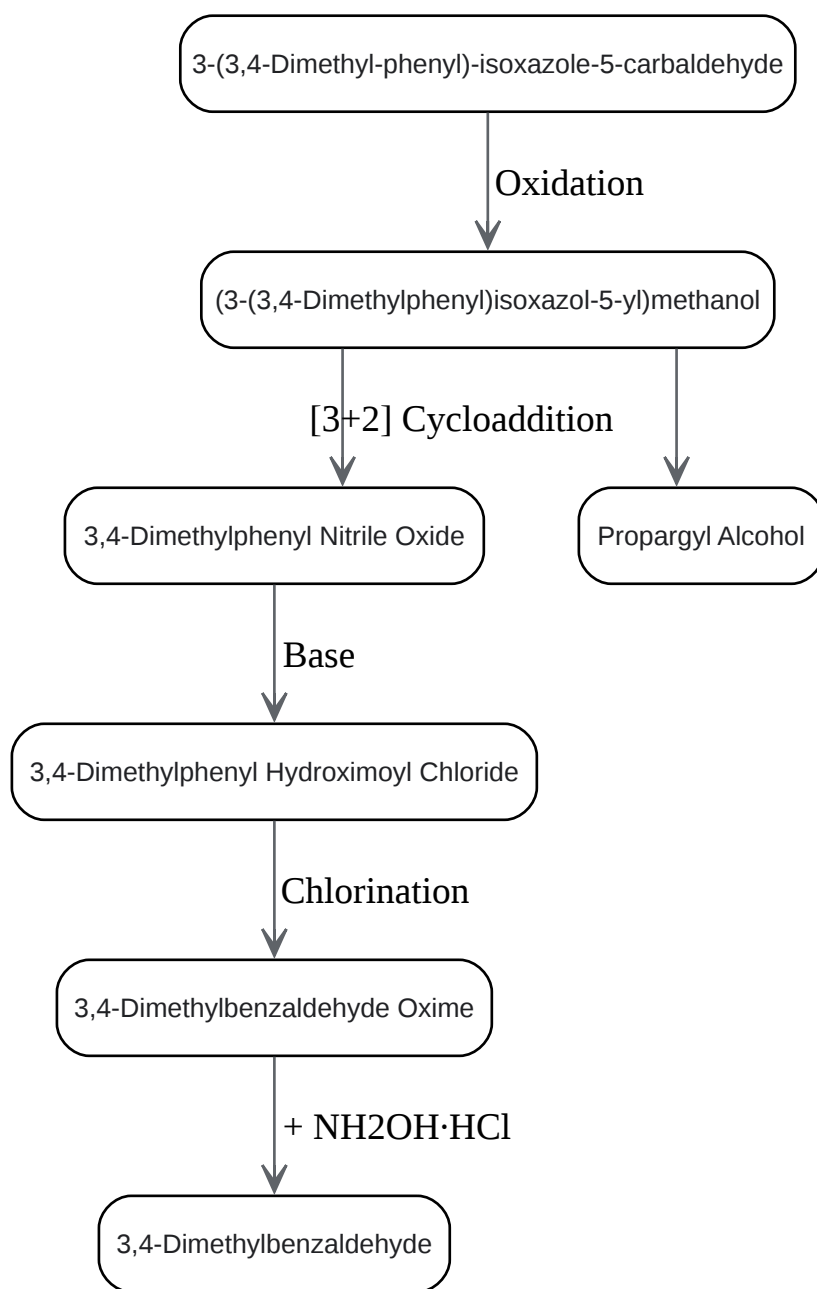 3-(3,4-Dimethyl-phenyl)-isoxazole-5-carbaldehyde
Oxidation
(3-(3,4-Dimethylphenyl)isoxazol-5-yl)methanol
[3+2] Cycloaddition
3,4-Dimethylphenyl Nitrile Oxide
Propargyl Alcohol
Base
3,4-Dimethylphenyl Hydroximoyl Chloride
Chlorination
3,4-Dimethylbenzaldehyde Oxime
+ NH2OH·HCl
3,4-Dimethylbenzaldehyde